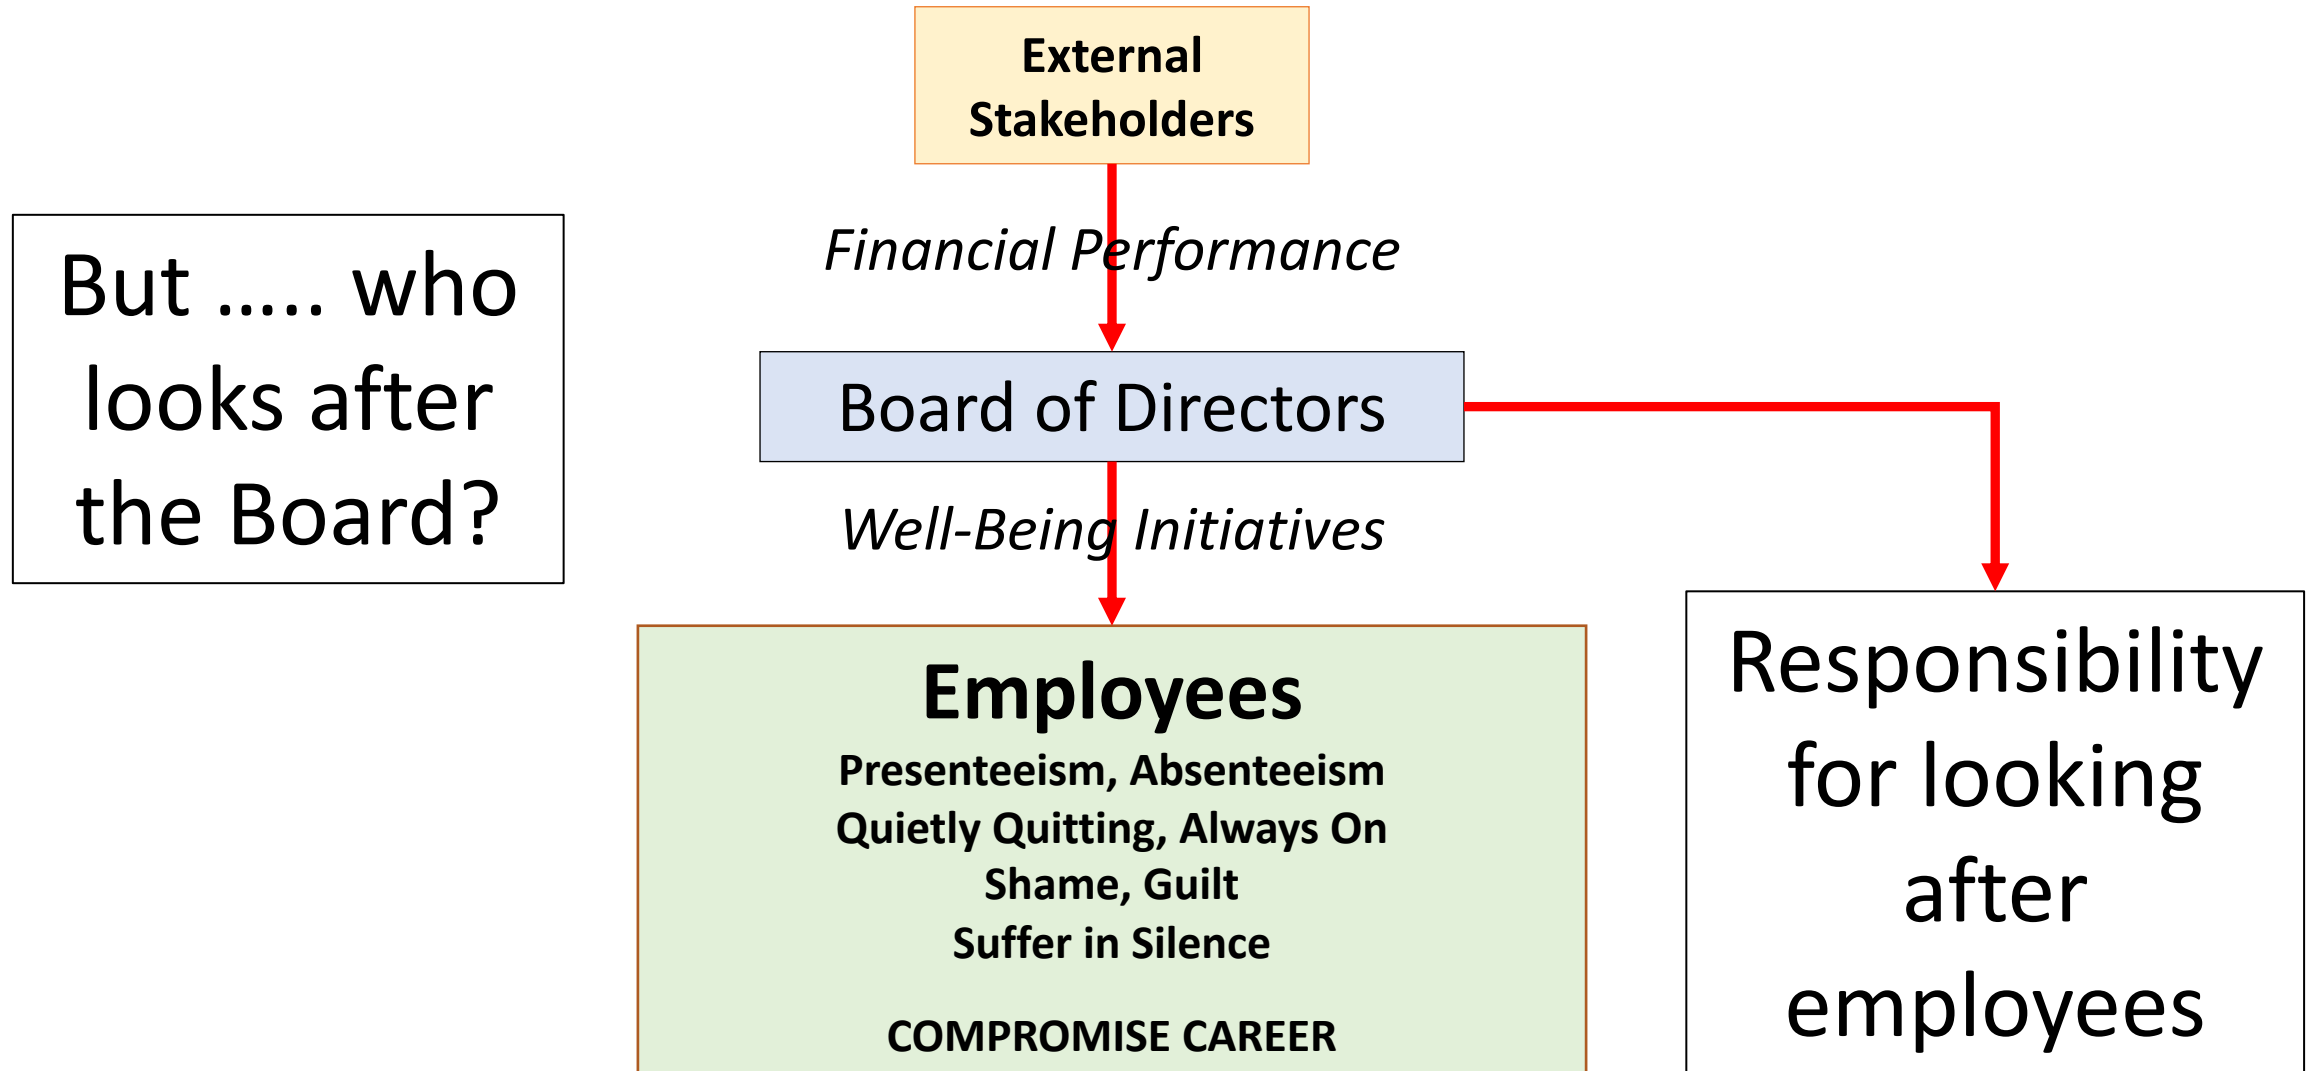 External
Stakeholders
Financial Performance
But ..... who
looks after
the Board?
Board of Directors
Well-Being Initiatives
Employees
Presenteeism, Absenteeism
Quietly Quitting, Always On
Shame, Guilt
Suffer in Silence
COMPROMISE CAREER
Responsibility
for looking
after
employees